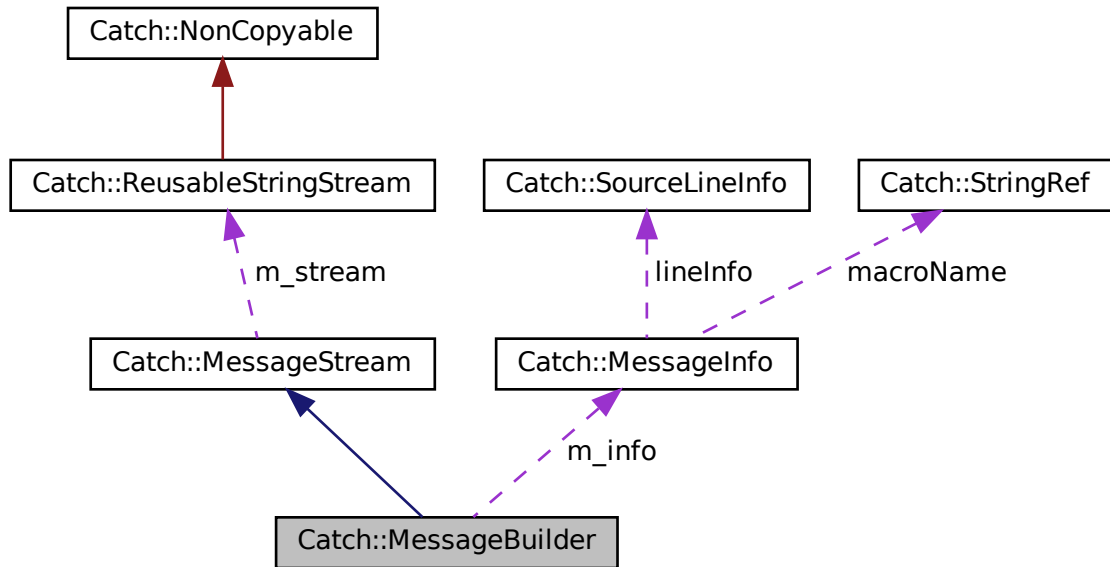 Catch::NonCopyable
Catch::ReusableStringStream
Catch::SourceLineInfo
Catch::StringRef
m_stream
lineInfo
macroName
Catch::MessageStream
Catch::MessageInfo
m_info
Catch::MessageBuilder